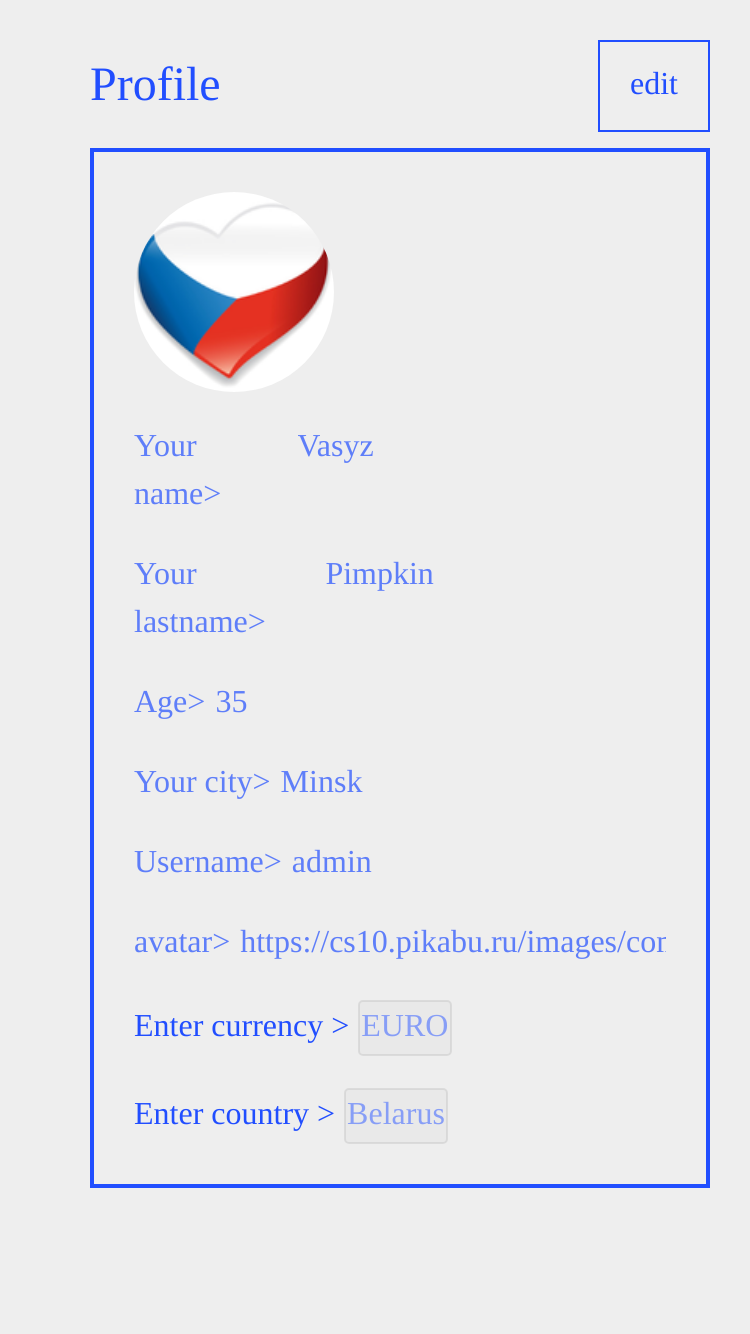 Profile
edit
Your Vasyz
name>
Your Pimpkin
lastname>
Age> 35
Your city> Minsk
Username> admin
avatar> https://cs10.pikabu.ru/images/cor
Enter currency > EURO
Enter country > Belarus